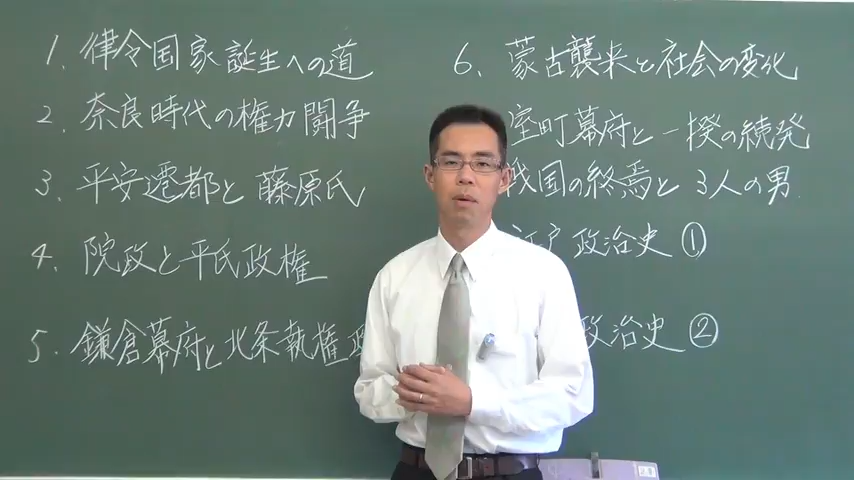 1. 律令国家誕生への道
2. 奈良時代の権力闘争
3. 平安遷都と藤原氏
4. 院政と平氏政権
5. 鎌倉幕府と北条執権政
6. 蒙古襲来と社会の変化
室町幕府と一揆の続発
戦国の終焉と3人の男
江戸政治史①
政治史②